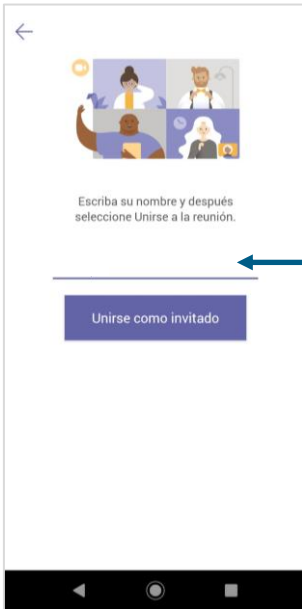 Escriba su nombre y después
seleccione Unirse a la reunión.
Unirse como invitado